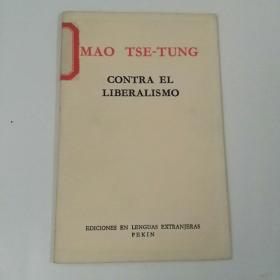 MAO TSE-TUNG
CONTRA EL
LIBERALISMO
EDICIONES EN LENGUAS EXTRANJERAS
PEKIN